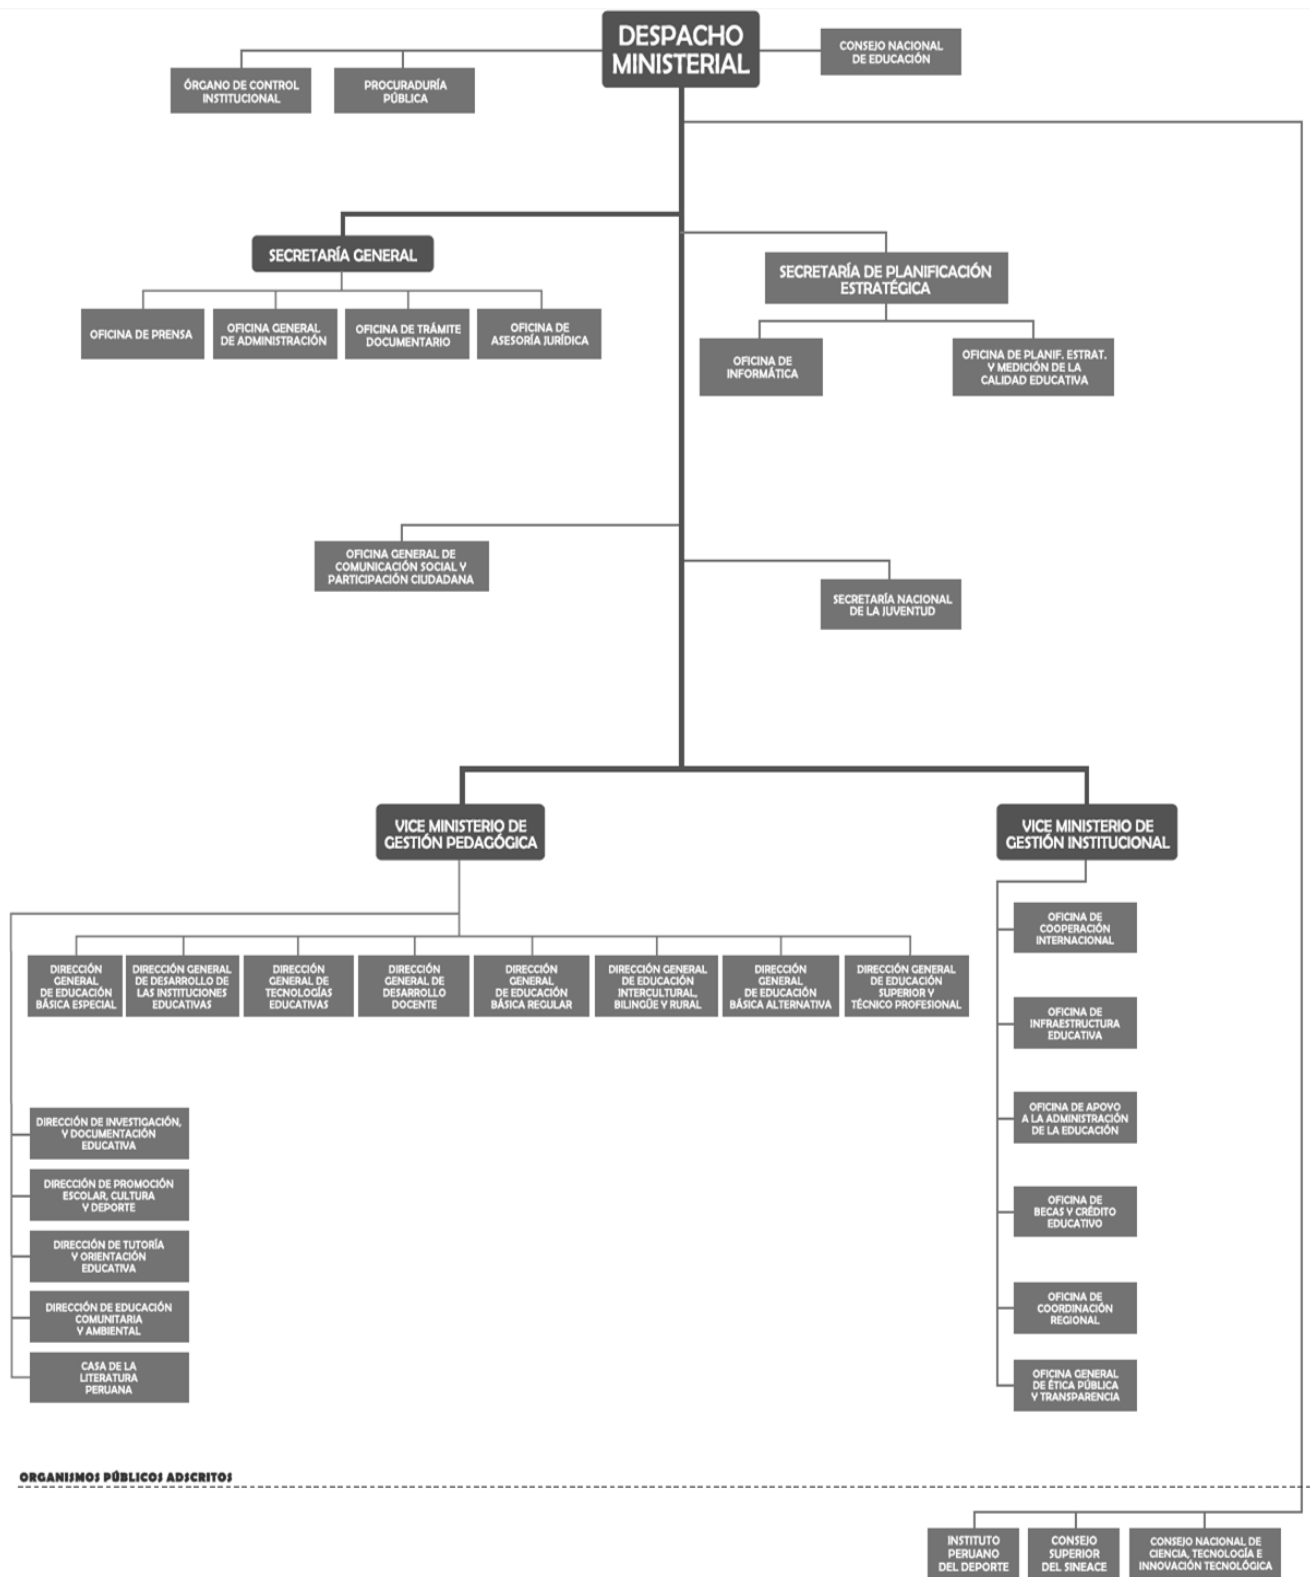 DESPACHO
MINISTERIAL
CONSEJO NACIONAL
DE EDUCACIÓN
ÓRGANO DE CONTROL
INSTITUCIONAL
PROCURADURÍA
PÚBLICA
SECRETARÍA GENERAL
SECRETARÍA DE PLANIFICACIÓN
ESTRATÉGICA
OFICINA DE PRENSA
OFICINA GENERAL
DE ADMINISTRACIÓN
OFICINA DE TRÁMITE
DOCUMENTARIO
OFICINA DE
ASESORÍA JURÍDICA
OFICINA DE
INFORMÁTICA
OFICINA DE PLANIF. ESTRAT.
Y MEDICIÓN DE LA
CALIDAD EDUCATIVA
OFICINA GENERAL DE
COMUNICACIÓN SOCIAL Y
PARTICIPACIÓN CIUDADANA
SECRETARÍA NACIONAL
DE LA JUVENTUD
VICE MINISTERIO DE
GESTIÓN PEDAGÓGICA
VICE MINISTERIO DE
GESTIÓN INSTITUCIONAL
DIRECCIÓN
GENERAL
DE EDUCACIÓN
BÁSICA ESPECIAL
DIRECCIÓN GENERAL
DE DESARROLLO DE
LAS INSTITUCIONES
EDUCATIVAS
DIRECCIÓN
GENERAL DE
TECNOLOGÍAS
EDUCATIVAS
DIRECCIÓN
GENERAL DE
DESARROLLO
DOCENTE
DIRECCIÓN
GENERAL
DE EDUCACIÓN
BÁSICA REGULAR
DIRECCIÓN GENERAL
DE EDUCACIÓN
INTERCULTURAL,
BILINGÜE Y RURAL
DIRECCIÓN
GENERAL
DE EDUCACIÓN
BÁSICA ALTERNATIVA
DIRECCIÓN GENERAL
DE EDUCACIÓN
SUPERIOR Y
TÉCNICO PROFESIONAL
OFICINA DE
COOPERACIÓN
INTERNACIONAL
OFICINA DE
INFRAESTRUCTURA
EDUCATIVA
OFICINA DE APOYO
A LA ADMINISTRACIÓN
DE LA EDUCACIÓN
OFICINA DE
BECAS Y CRÉDITO
EDUCATIVO
OFICINA DE
COORDINACIÓN
REGIONAL
OFICINA GENERAL
DE ÉTICA PÚBLICA
Y TRANSPARENCIA
DIRECCIÓN DE INVESTIGACIÓN,
Y DOCUMENTACIÓN
EDUCATIVA
DIRECCIÓN DE PROMOCIÓN
ESCOLAR, CULTURA
Y DEPORTE
DIRECCIÓN DE TUTORÍA
Y ORIENTACIÓN
EDUCATIVA
DIRECCIÓN DE EDUCACIÓN
COMUNITARIA
Y AMBIENTAL
CASA DE LA
LITERATURA
PERUANA
ORGANISMOS PÚBLICOS ADSCRITOS
INSTITUTO
PERUANO
DEL DEPORTE
CONSEJO
SUPERIOR
DEL SINEACE
CONSEJO NACIONAL DE
CIENCIA, TECNOLOGÍA E
INNOVACIÓN TECNOLÓGICA